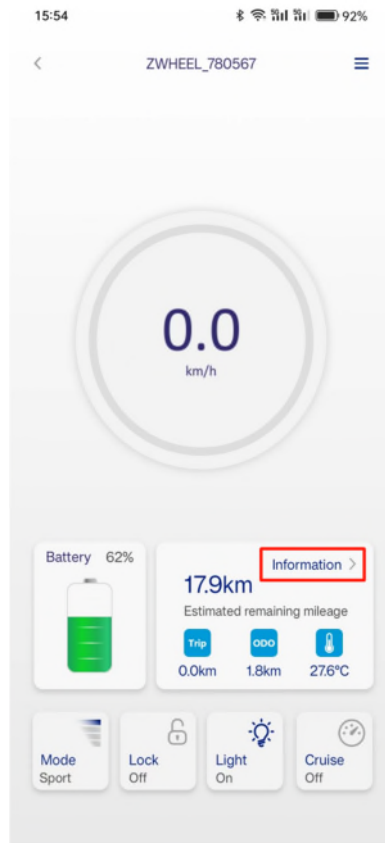 15:54
92%
ZWHEEL_780567
0.0
km/h
Battery 62%
Information >
17.9km
Estimated remaining mileage
Trip ODO
0.0km 1.8km 27.6°C
Mode Lock Light Cruise
Sport Off On Off